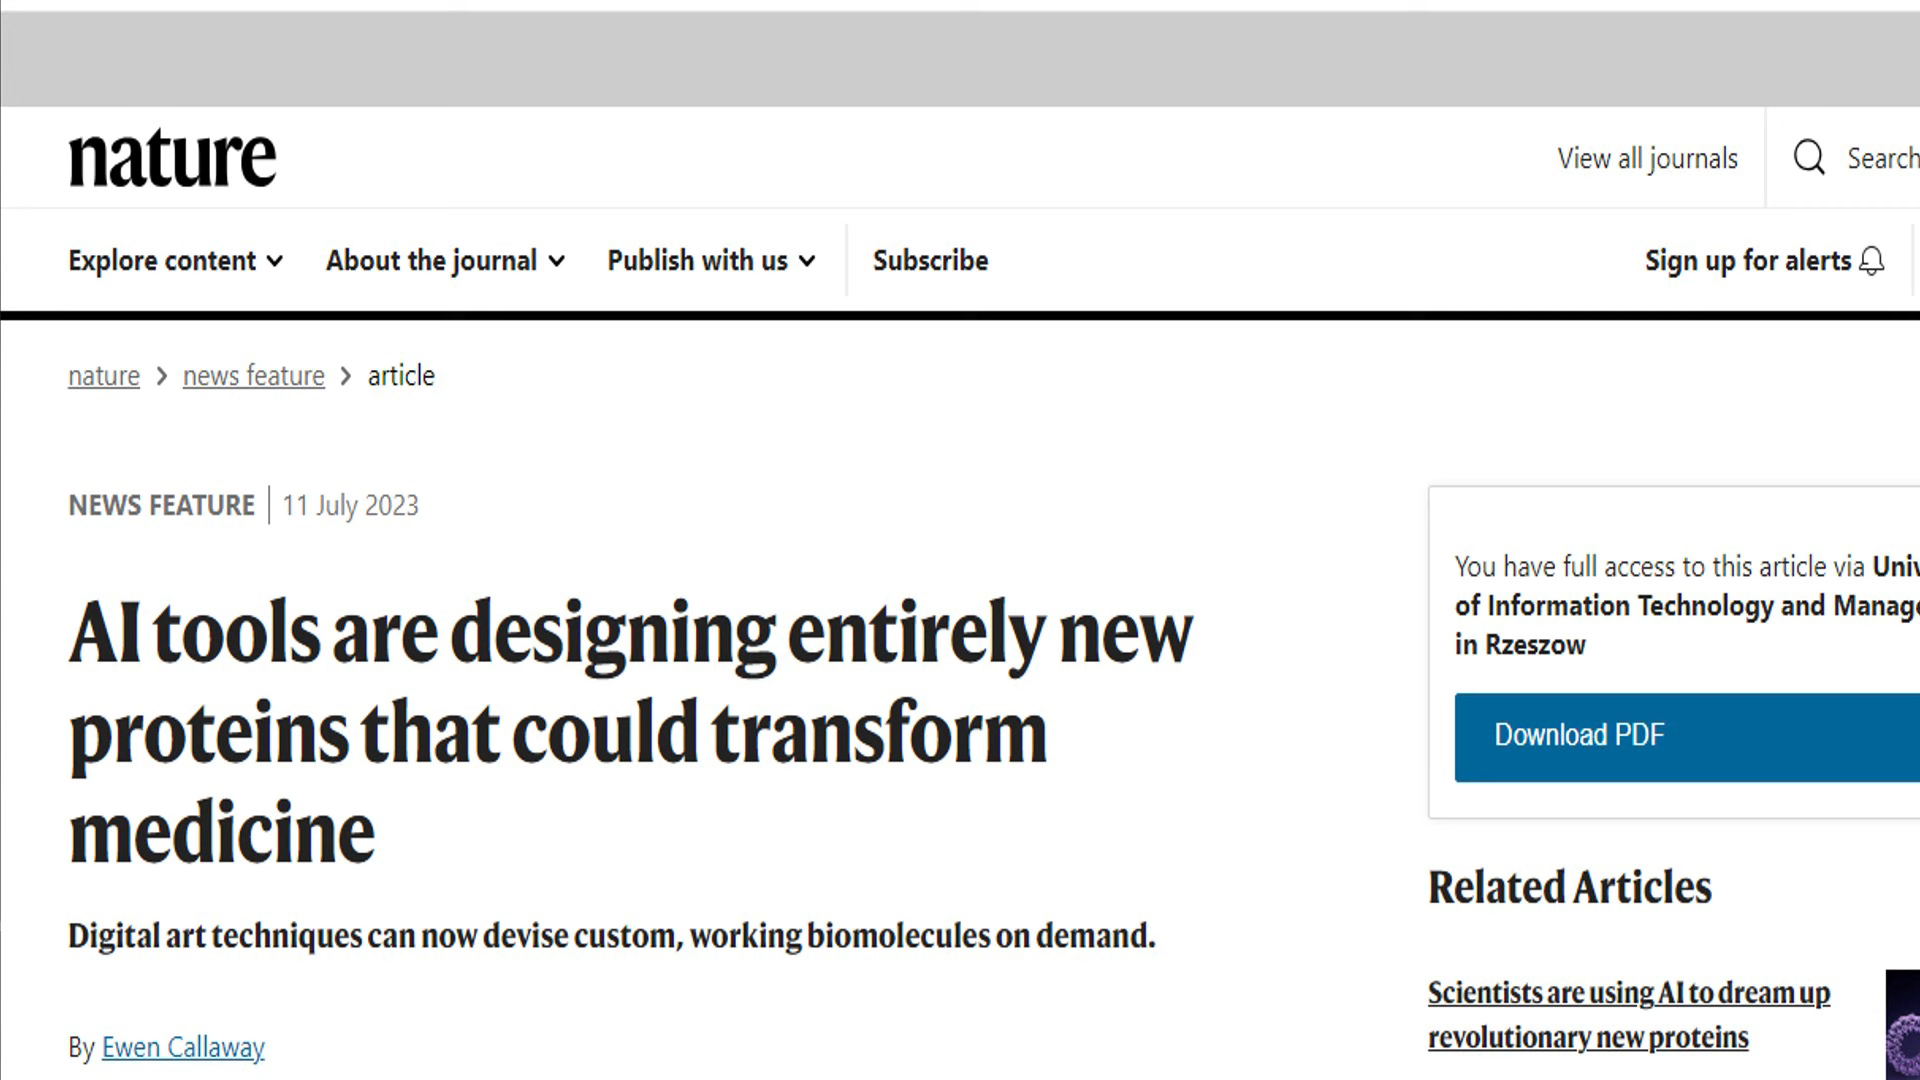 nature
View all journals
Search
Explore content
About the journal
Publish with us
Subscribe
Sign up for alerts
nature > news feature > article
NEWS FEATURE | 11 July 2023
AI tools are designing entirely new
proteins that could transform
medicine
Digital art techniques can now devise custom, working biomolecules on demand.
By Ewen Callaway
You have full access to this article via Univ
of Information Technology and Manage
in Rzeszow
Download PDF
Related Articles
Scientists are using AI to dream up
revolutionary new proteins